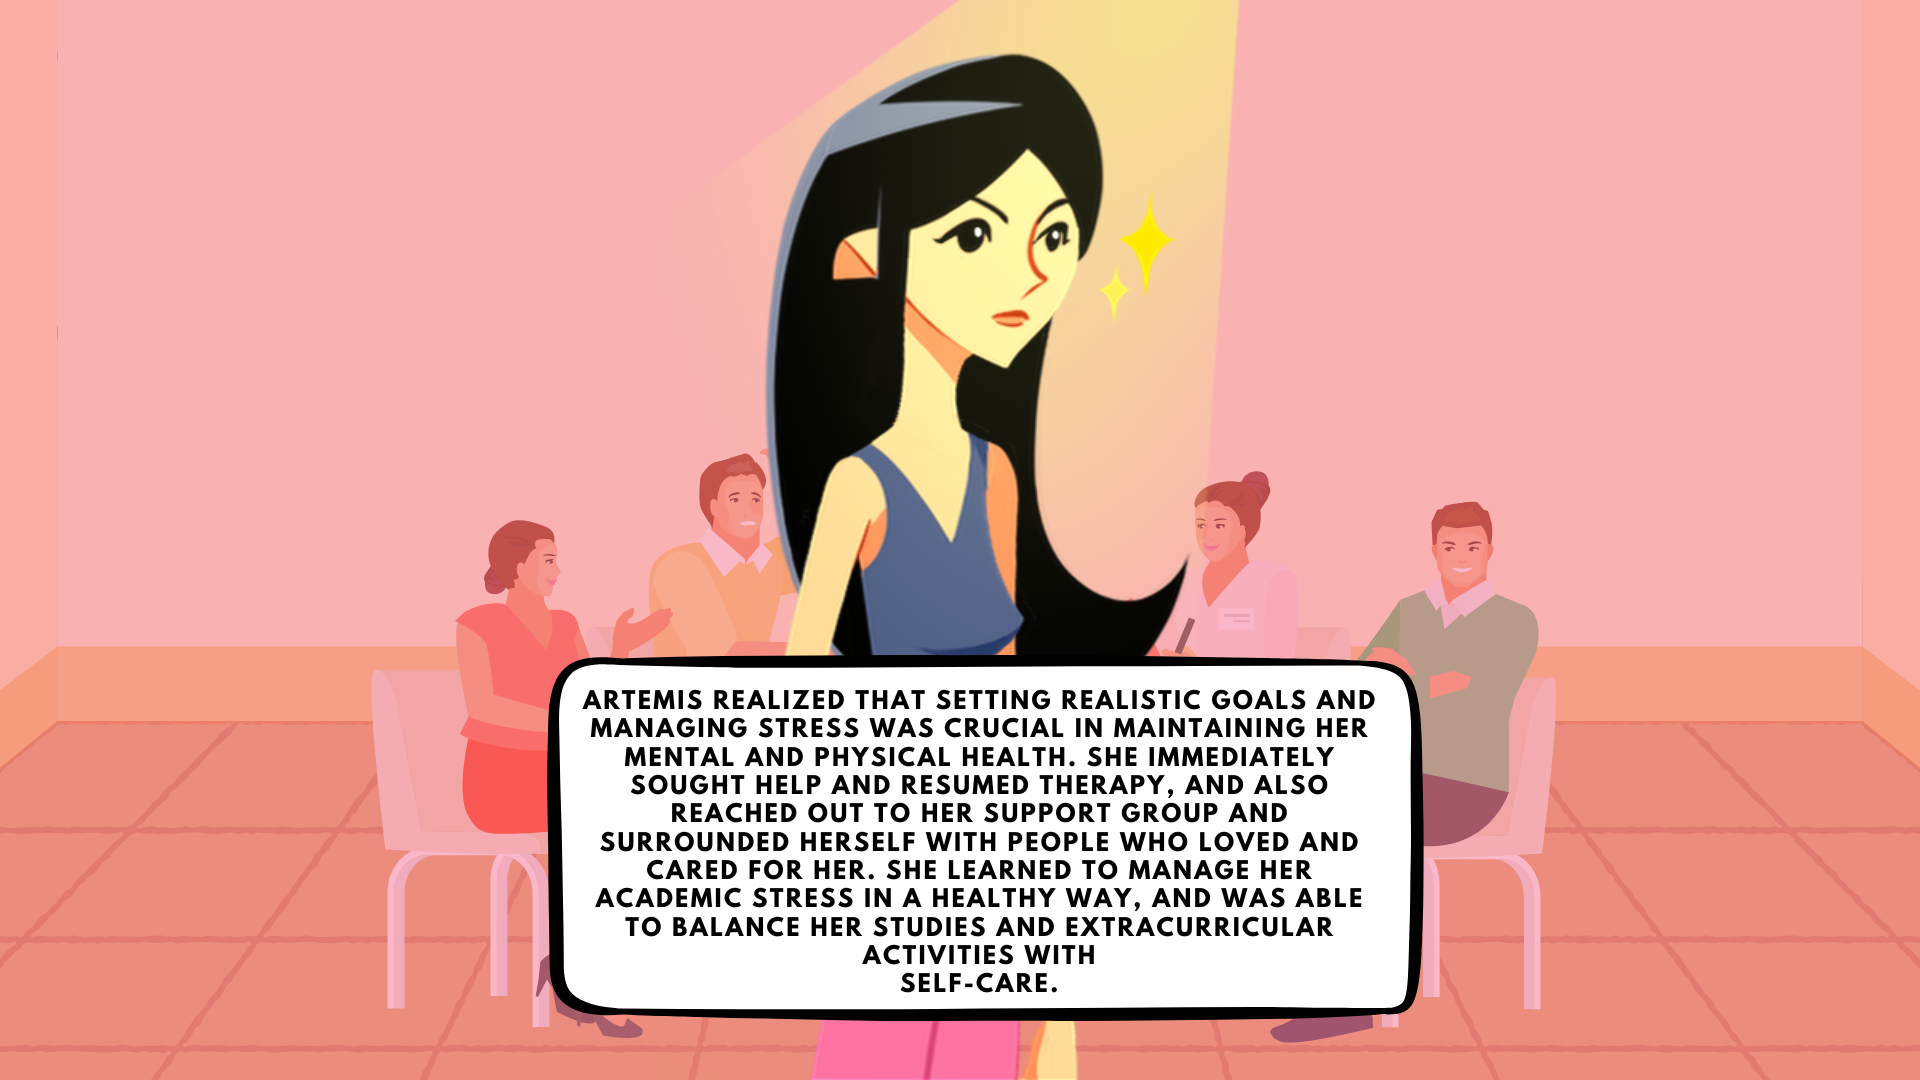 ARTEMIS REALIZED THAT SETTING REALISTIC GOALS AND
MANAGING STRESS WAS CRUCIAL IN MAINTAINING HER
MENTAL AND PHYSICAL HEALTH. SHE IMMEDIATELY
SOUGHT HELP AND RESUMED THERAPY, AND ALSO
REACHED OUT TO HER SUPPORT GROUP AND
SURROUNDED HERSELF WITH PEOPLE WHO LOVED AND
CARED FOR HER. SHE LEARNED TO MANAGE HER
ACADEMIC STRESS IN A HEALTHY WAY, AND WAS ABLE
TO BALANCE HER STUDIES AND EXTRACURRICULAR
ACTIVITIES WITH
SELF-CARE.